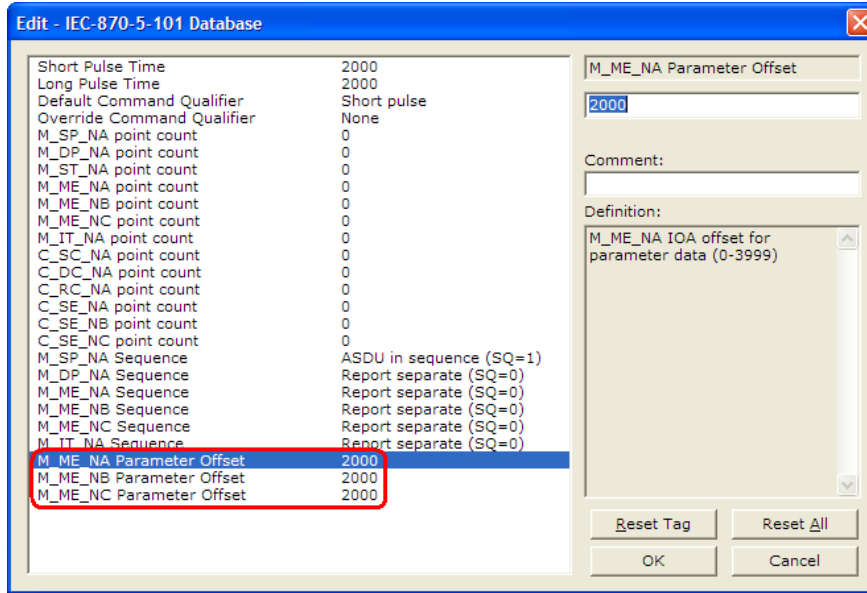 Edit - IEC-870-5-101 Database
Short Pulse Time 2000
Long Pulse Time 2000
Default Command Qualifier Short pulse
Override Command Qualifier None
M_SP_NA point count 0
M_DP_NA point count 0
M_ST_NA point count 0
M_ME_NA point count 0
M_ME_NB point count 0
M_ME_NC point count 0
M_IT_NA point count 0
C_SC_NA point count 0
C_DC_NA point count 0
C_RC_NA point count 0
C_SE_NA point count 0
C_SE_NB point count 0
C_SE_NC point count 0
M_SP_NA Sequence ASDU in sequence (SQ=1)
M_DP_NA Sequence Report separate (SQ=0)
M_ME_NA Sequence Report separate (SQ=0)
M_ME_NB Sequence Report separate (SQ=0)
M_ME_NC Sequence Report separate (SQ=0)
M_IT_NA Sequence Report separate (SQ=0)
M_ME_NA Parameter Offset 2000
M_ME_NB Parameter Offset 2000
M_ME_NC Parameter Offset 2000
M_ME_NA Parameter Offset
2000
Comment:
Definition:
M_ME_NA IOA offset for
parameter data (0-3999)
Reset Tag Reset All
OK Cancel